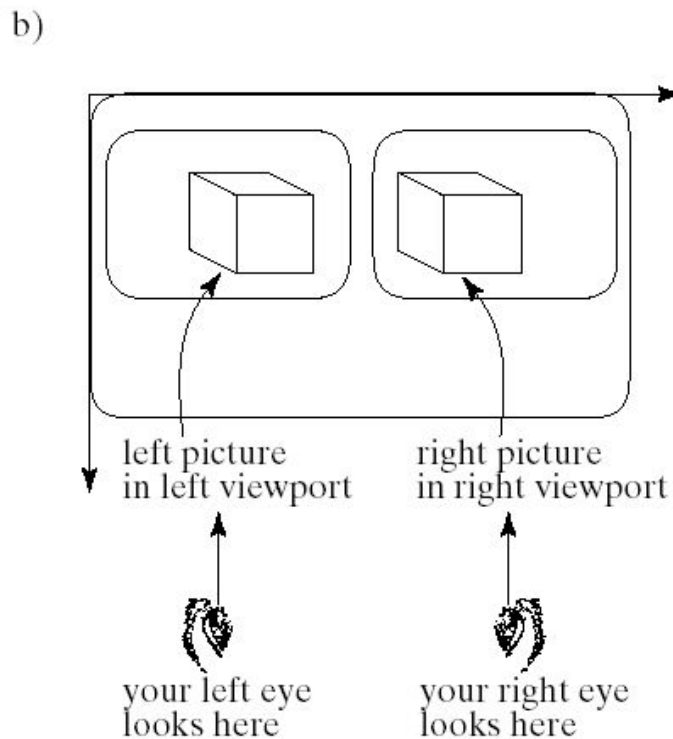 b)
left picture
in left viewport
right picture
in right viewport
your left eye
looks here
your right eye
looks here